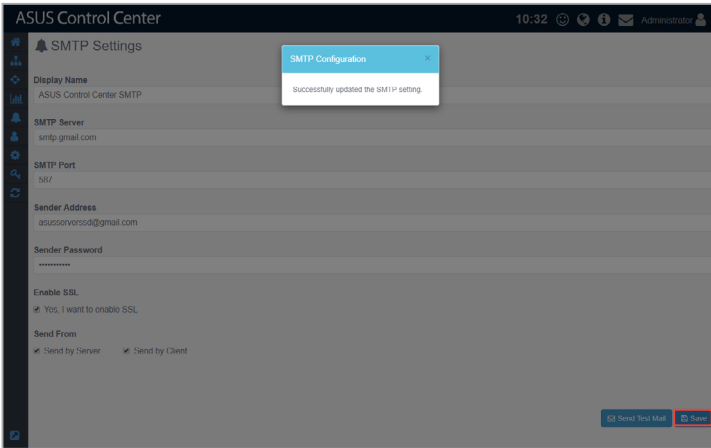 ASUS Control Center
10:32
Administrator
SMTP Settings
SMTP Configuration
×
Successfully updated the SMTP setting.
Display Name
ASUS Control Center SMTP
SMTP Server
smtp.gmail.com
SMTP Port
587
Sender Address
asusserverssd@gmail.com
Sender Password
•••••••••••
Enable SSL
Yes, I want to enable SSL
Send From
Send by Server Send by Client
Send Test Mail Save